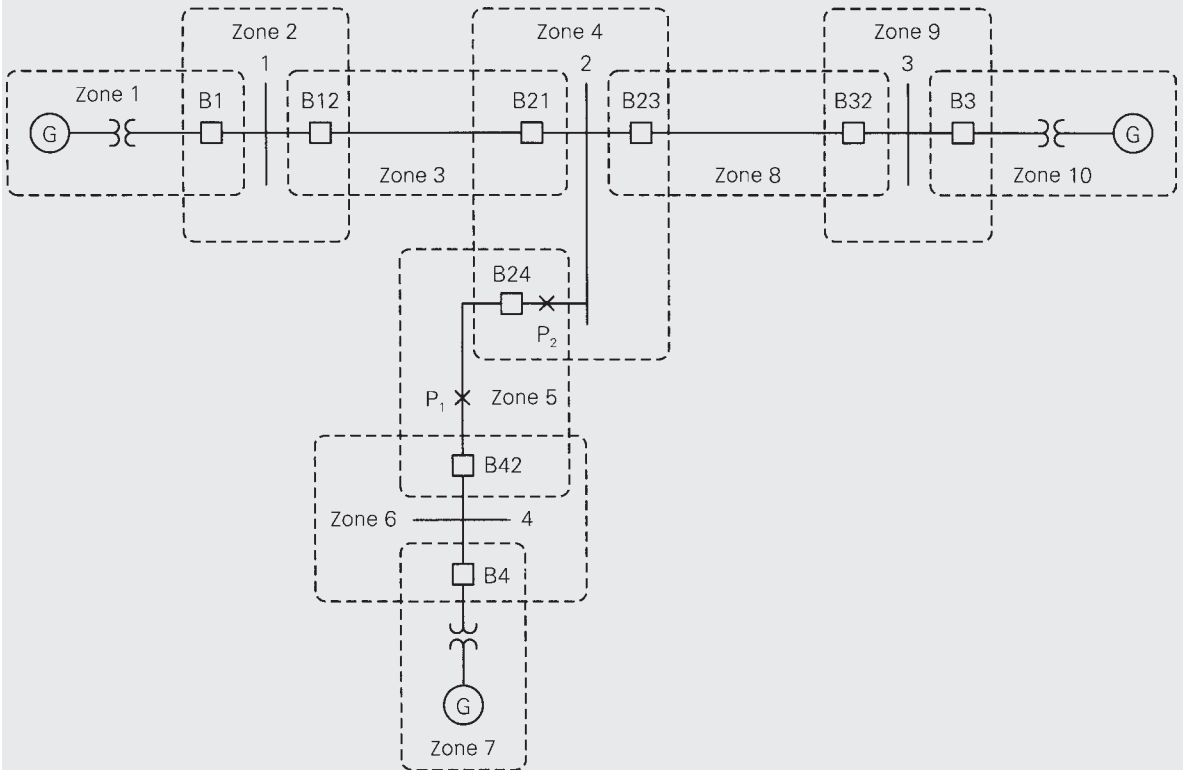 Zone 2
Zone 4
Zone 9
1
2
3
Zone 1
B1
B12
B21
B23
B32
B3
G
G
Zone 3
Zone 8
Zone 10
B24
P₂
P₁
Zone 5
B42
Zone 6
4
B4
G
Zone 7